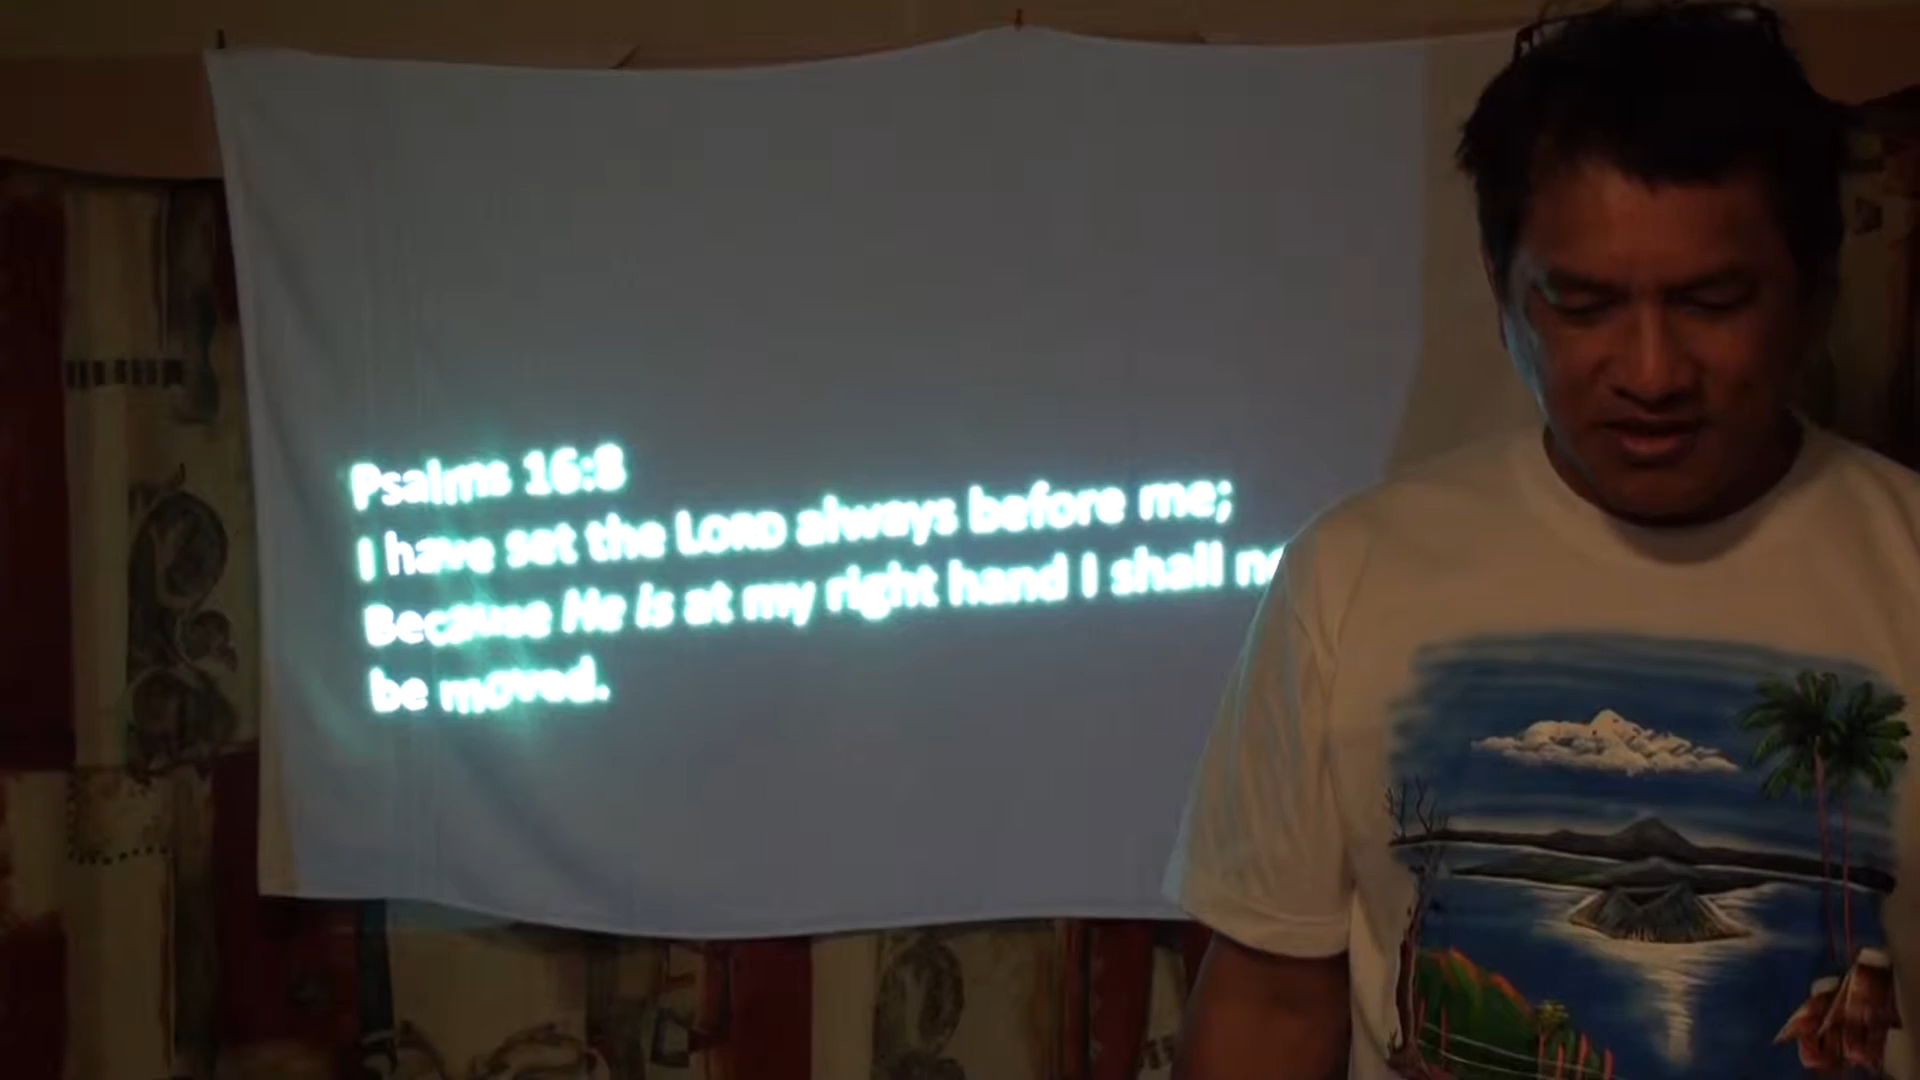 Psalms 16:8
I have set the LORD always before me;
Because He is at my right hand I shall
be moved.